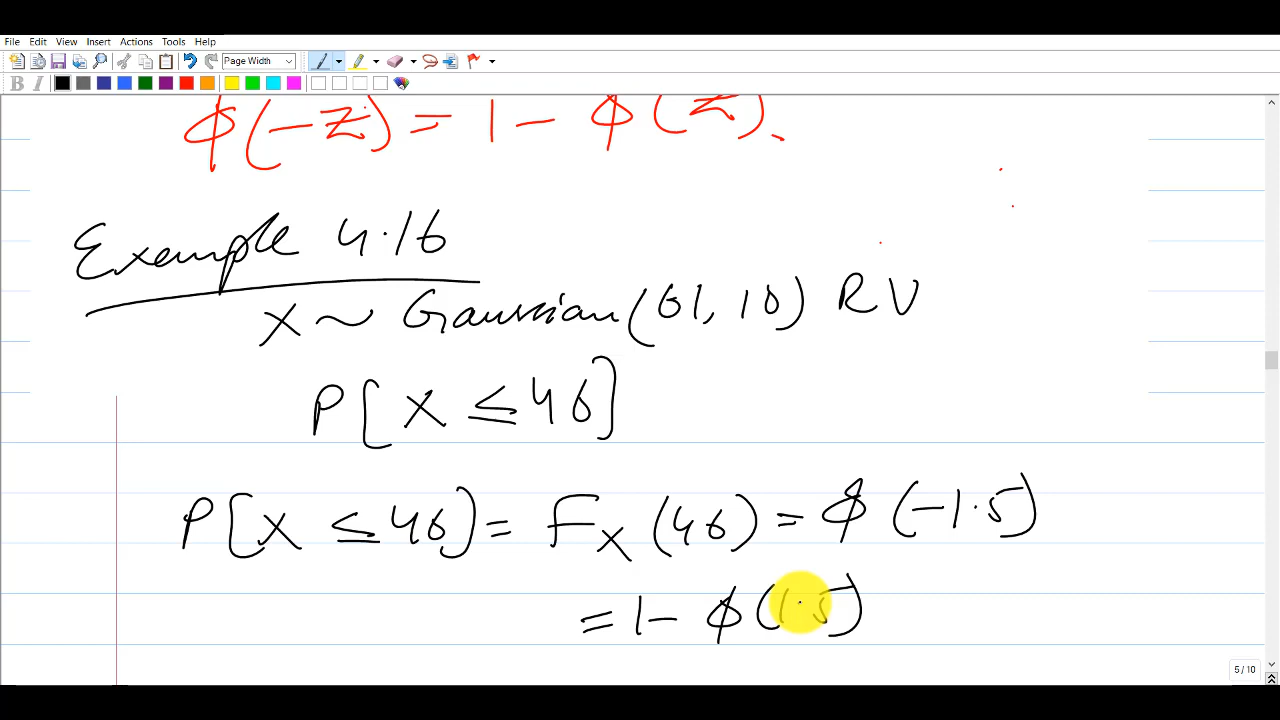 File Edit View Insert Actions Tools Help
Page Width
B I
ϕ(-z) = 1 - ϕ(z).
Example 4.16
X ~ Gaussian(61, 10) RV
P[X ≤ 46]
P[X ≤ 46] = F_X (46) = ϕ(-1.5)
= 1 - ϕ(1.5)
5 / 10